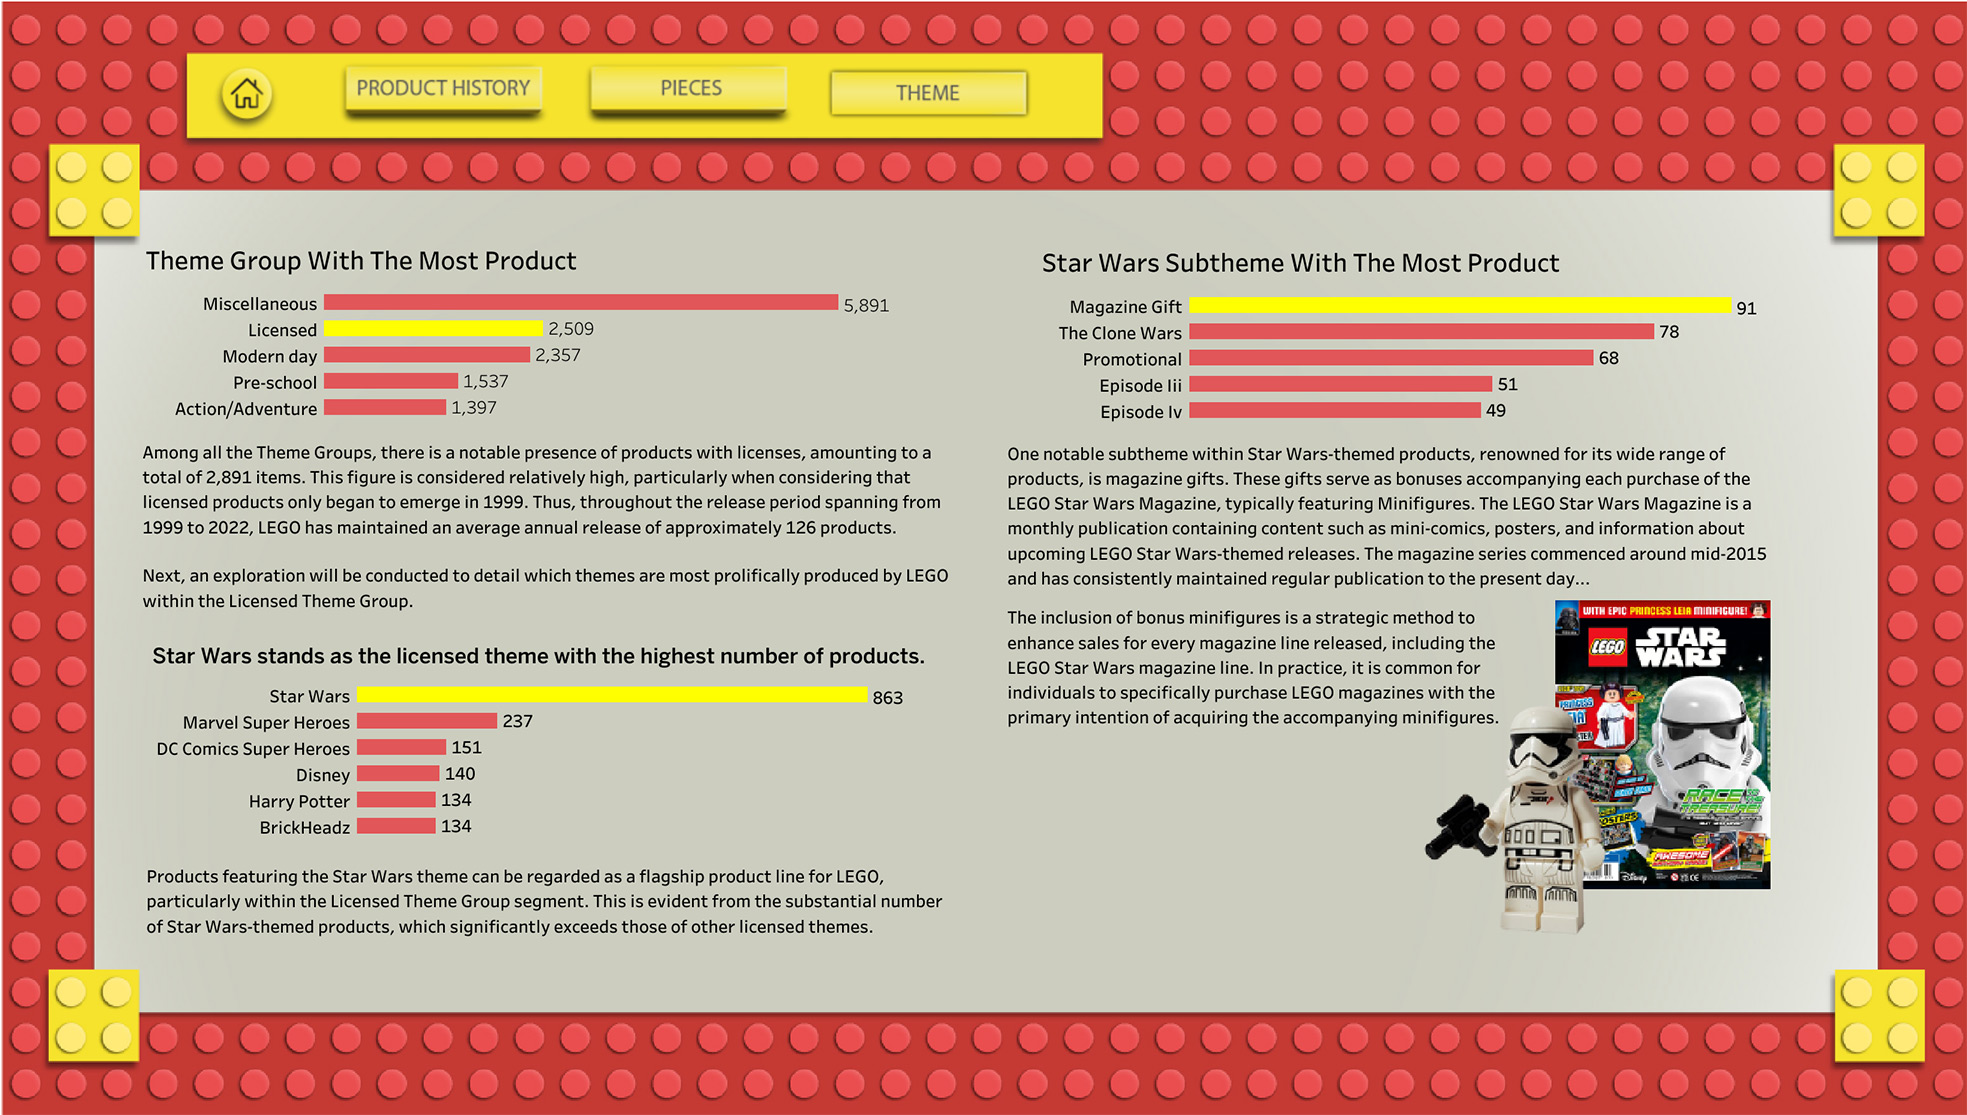 PRODUCT HISTORY
PIECES
THEME
Theme Group With The Most Product
Miscellaneous 5,891
Licensed 2,509
Modern day 2,357
Pre-school 1,537
Action/Adventure 1,397
Among all the Theme Groups, there is a notable presence of products with licenses, amounting to a
total of 2,891 items. This figure is considered relatively high, particularly when considering that
licensed products only began to emerge in 1999. Thus, throughout the release period spanning from
1999 to 2022, LEGO has maintained an average annual release of approximately 126 products.
Next, an exploration will be conducted to detail which themes are most prolifically produced by LEGO
within the Licensed Theme Group.
Star Wars stands as the licensed theme with the highest number of products.
Star Wars 863
Marvel Super Heroes 237
DC Comics Super Heroes 151
Disney 140
Harry Potter 134
BrickHeadz 134
Products featuring the Star Wars theme can be regarded as a flagship product line for LEGO,
particularly within the Licensed Theme Group segment. This is evident from the substantial number
of Star Wars-themed products, which significantly exceeds those of other licensed themes.
Star Wars Subtheme With The Most Product
Magazine Gift 91
The Clone Wars 78
Promotional 68
Episode Iii 51
Episode Iv 49
One notable subtheme within Star Wars-themed products, renowned for its wide range of
products, is magazine gifts. These gifts serve as bonuses accompanying each purchase of the
LEGO Star Wars Magazine, typically featuring Minifigures. The LEGO Star Wars Magazine is a
monthly publication containing content such as mini-comics, posters, and information about
upcoming LEGO Star Wars-themed releases. The magazine series commenced around mid-2015
and has consistently maintained regular publication to the present day...
The inclusion of bonus minifigures is a strategic method to
enhance sales for every magazine line released, including the
LEGO Star Wars magazine line. In practice, it is common for
individuals to specifically purchase LEGO magazines with the
primary intention of acquiring the accompanying minifigures.
WITH EPIC PRINCESS LEIA MINIFIGURE!
LEGO STAR
WARS
PRINCESS
RACE
TREASURE!
AWESOME
Disney